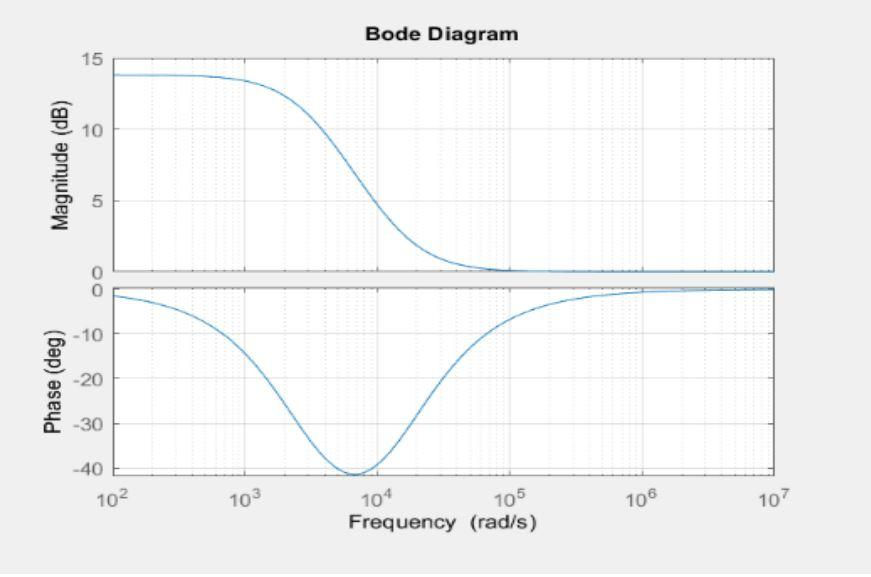 Bode Diagram
15
10
5
0
Magnitude (dB)
0
-10
-20
-30
-40
Phase (deg)
10² 10³ 10⁴ 10⁵ 10⁶ 10⁷
Frequency (rad/s)